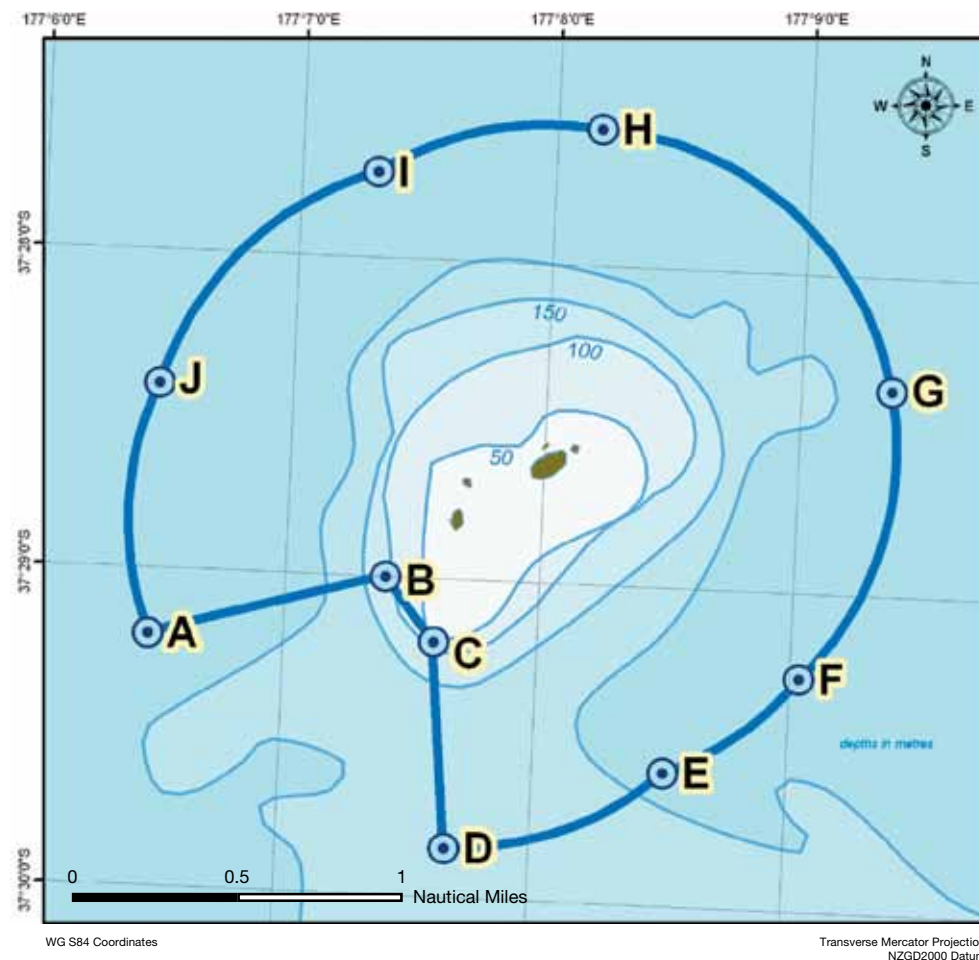 177°6'0"E 177°7'0"E 177°8'0"E 177°9'0"E
N
W E
S
H
I
37°28'0"S
150
100
J
G
50
37°29'0"S
B
A
C
F
depths in metres
E
D
0 0.5 1
Nautical Miles
37°30'0"S
WG S84 Coordinates
Transverse Mercator Projectio
NZGD2000 Datu